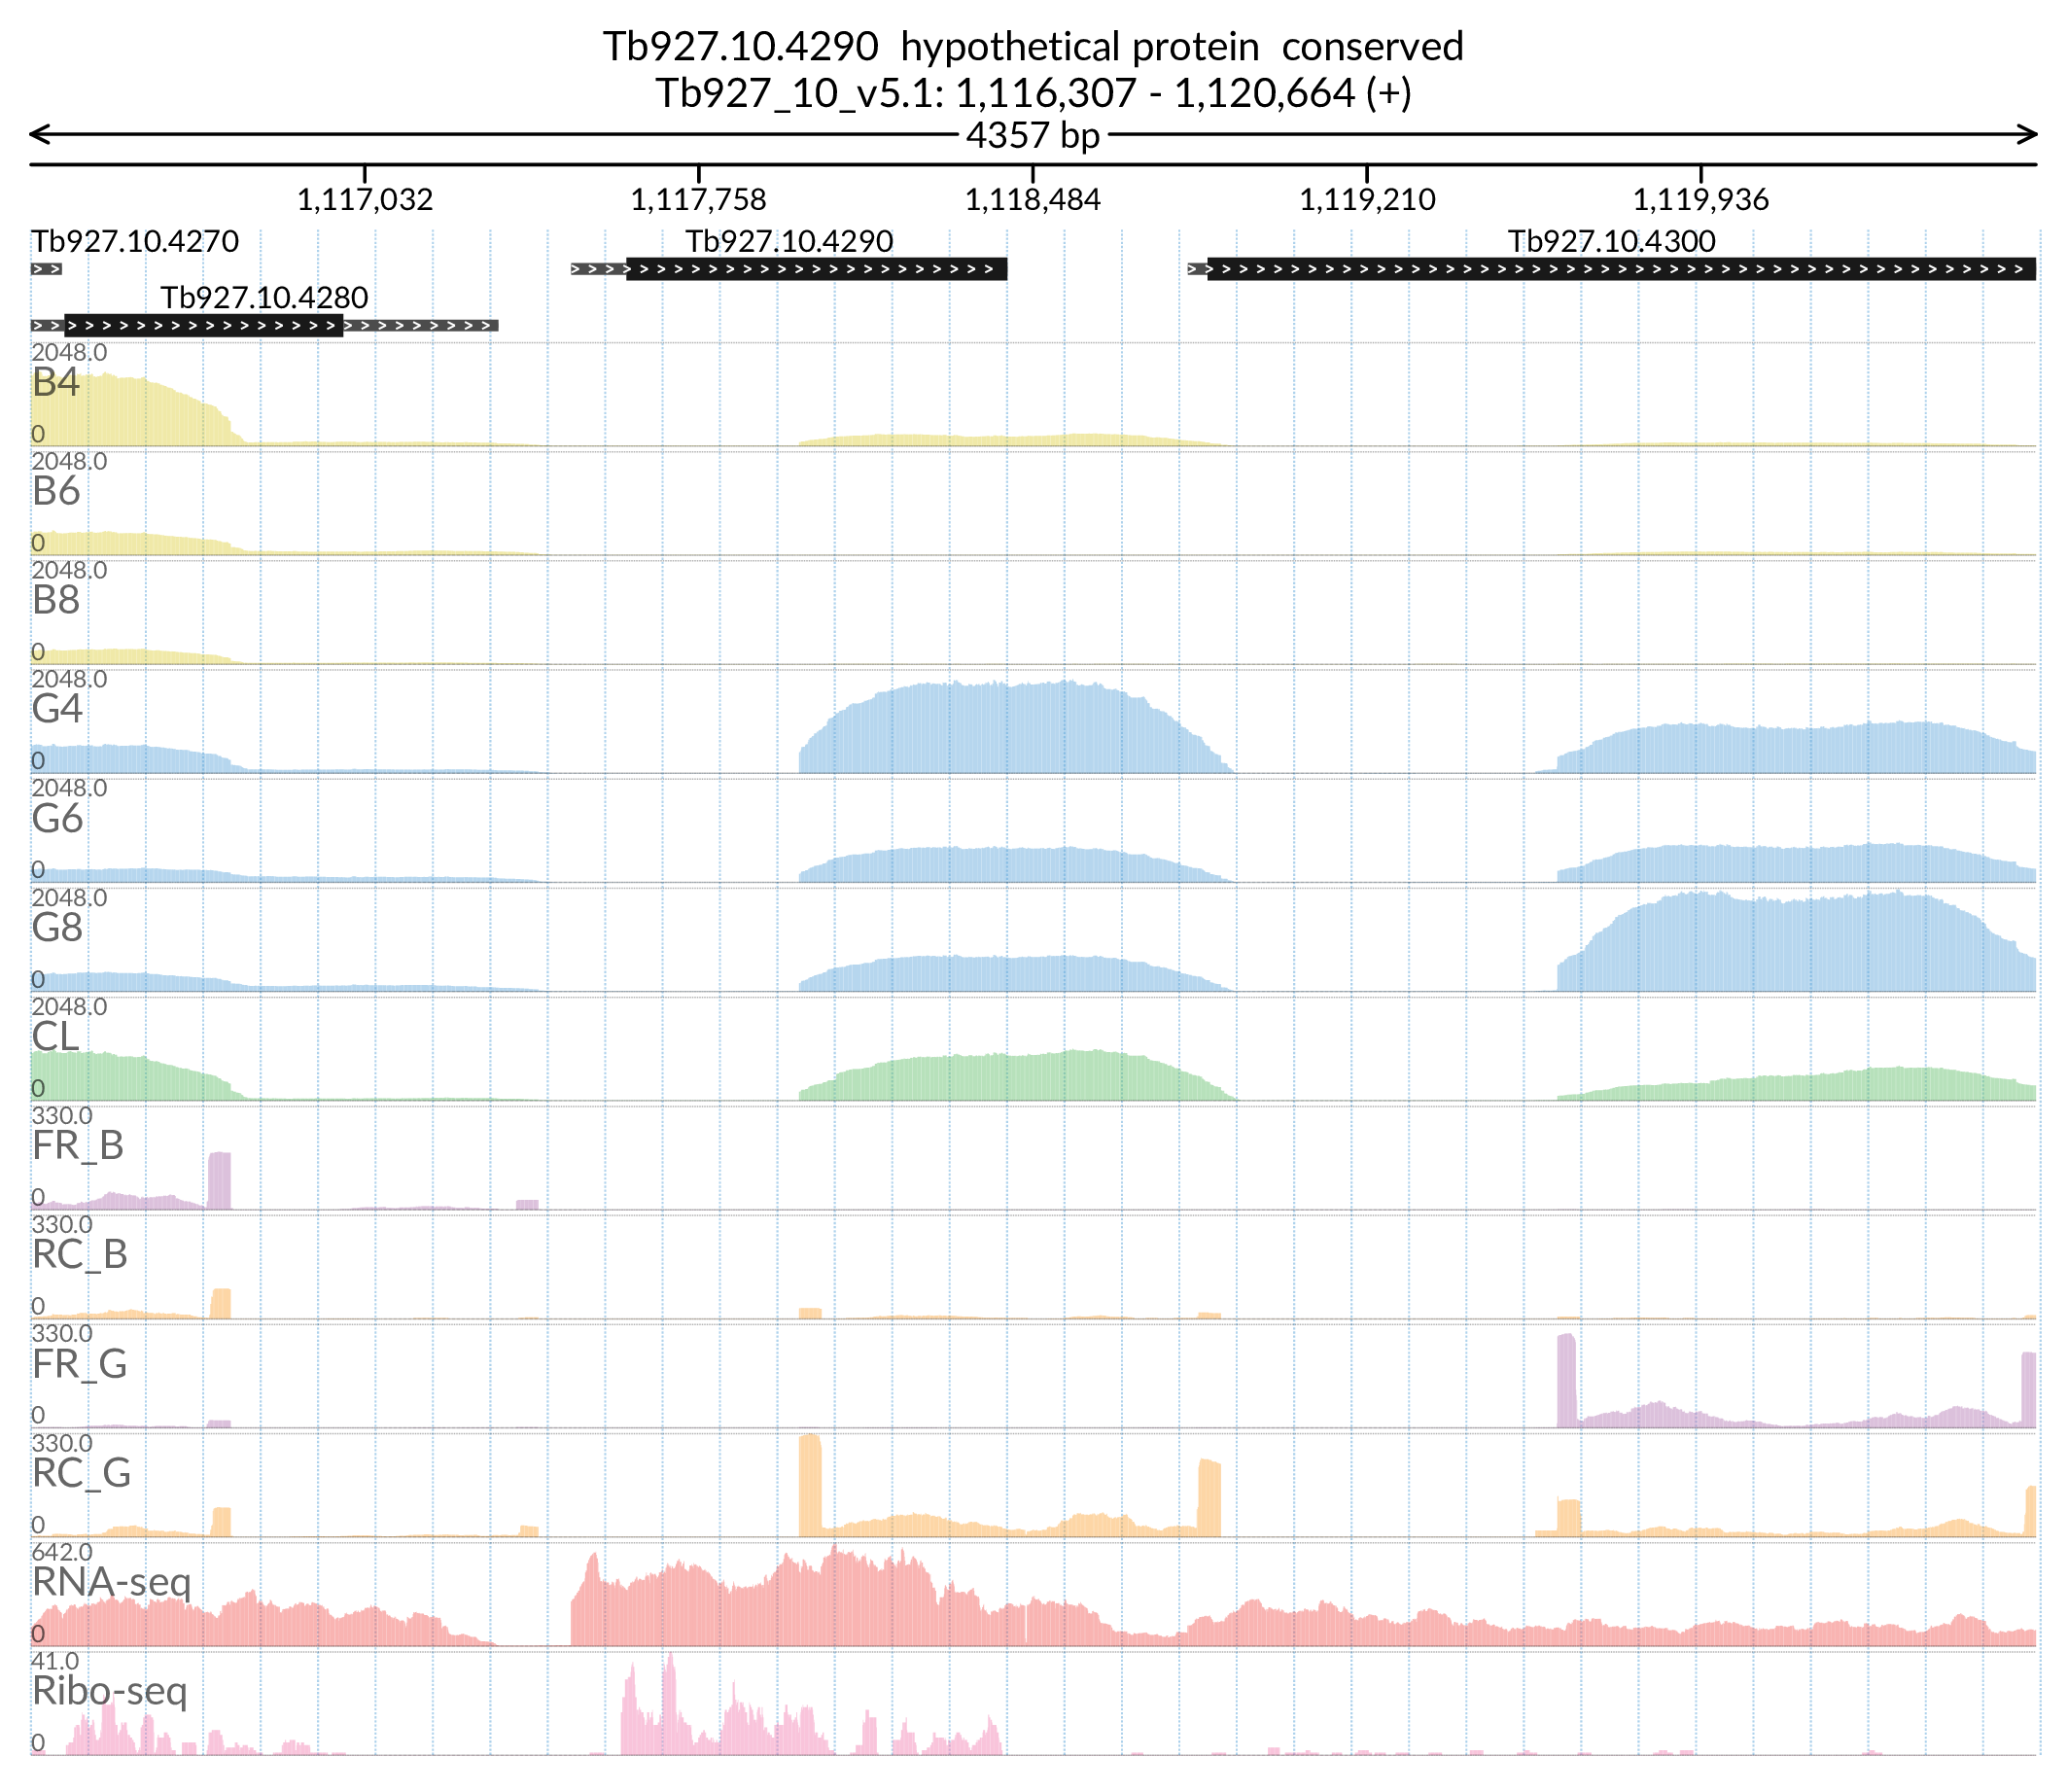 Tb927.10.4290  hypothetical protein  conserved
Tb927_10_v5.1: 1,116,307 - 1,120,664 (+)
4357 bp
1,117,032 1,117,758 1,118,484 1,119,210 1,119,936
Tb927.10.4270 Tb927.10.4290 Tb927.10.4300
Tb927.10.4280
2048.0
B4
0
2048.0
B6
0
2048.0
B8
0
2048.0
G4
0
2048.0
G6
0
2048.0
G8
0
2048.0
CL
0
330.0
FR_B
0
330.0
RC_B
0
330.0
FR_G
0
330.0
RC_G
0
642.0
RNA-seq
0
41.0
Ribo-seq
0